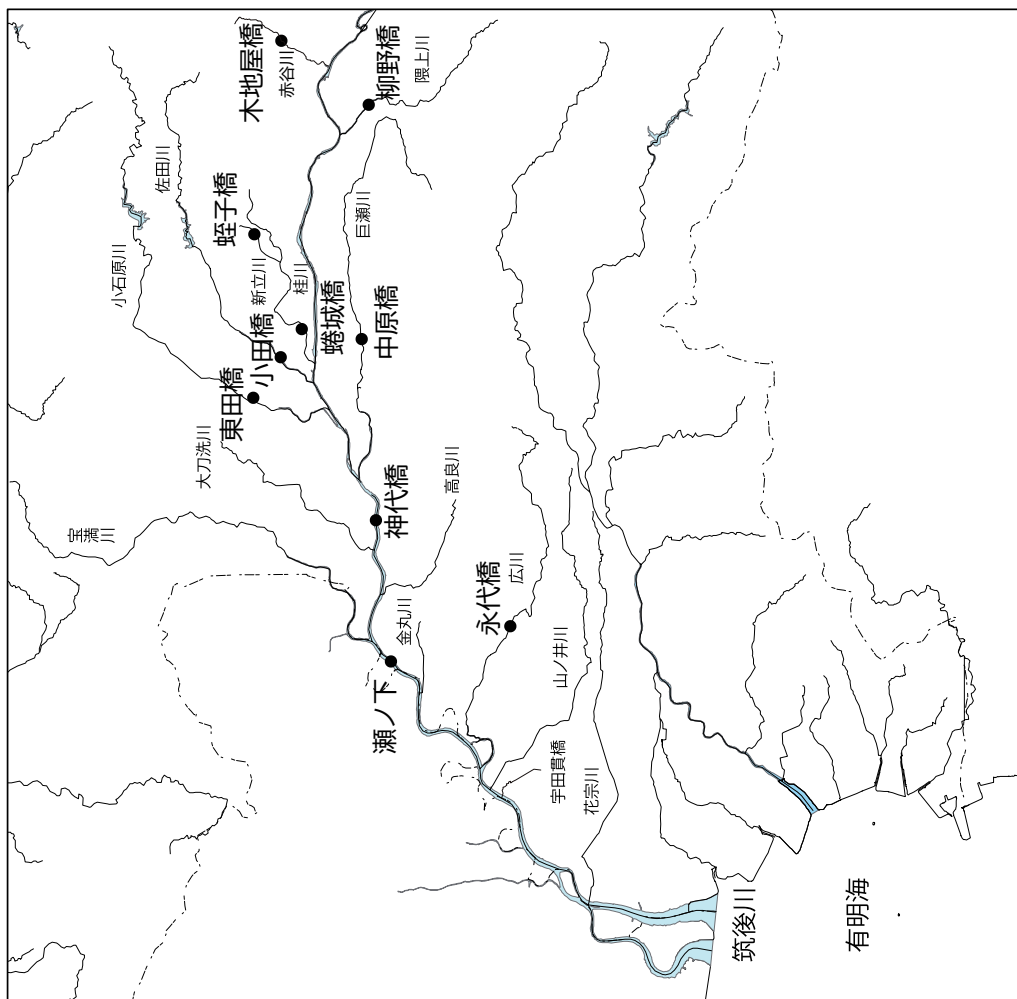 木地屋橋
赤谷川
柳野橋
隈上川
佐田川
蛭子橋
小石原川
新立川
桂川
巨瀬川
蜷城橋
中原橋
小田橋
東田橋
大刀洗川
宝満川
神代橋
高良川
金丸川
永代橋
広川
瀬ノ下
山ノ井川
宇田貫橋
花宗川
筑後川
有明海